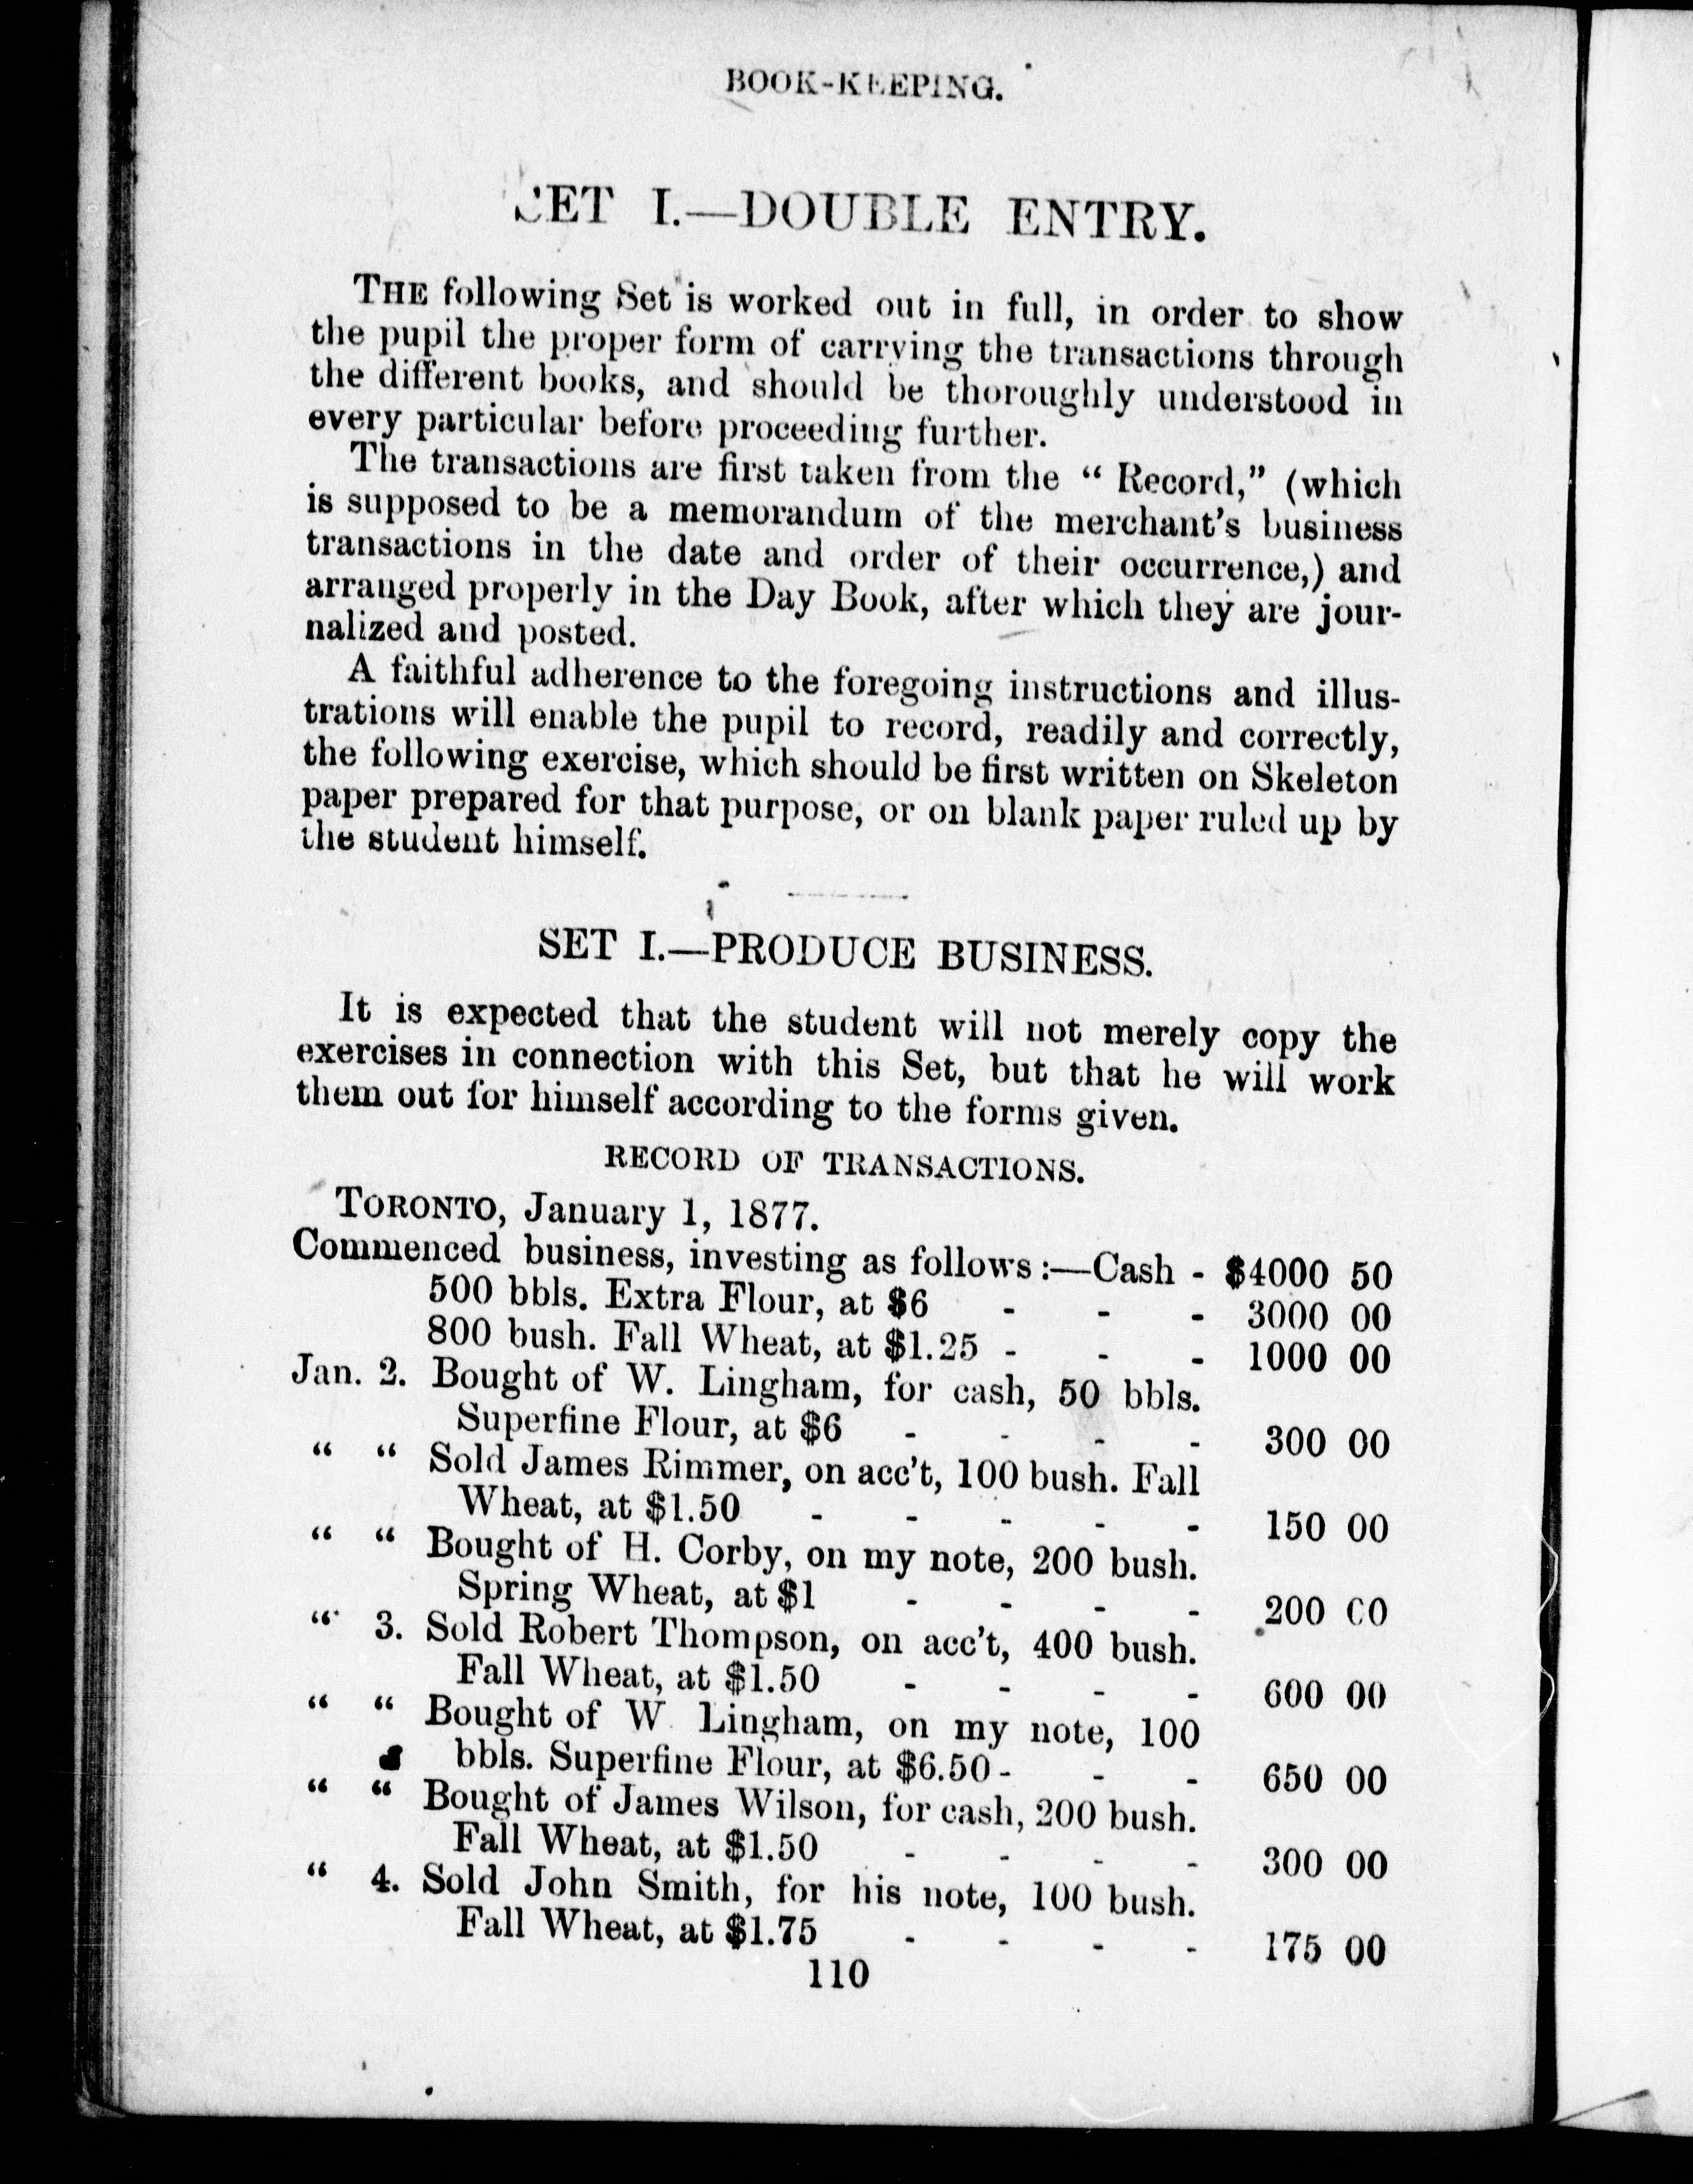 BOOK-KEEPING.
SET I.—DOUBLE ENTRY.
THE following Set is worked out in full, in order to show
the pupil the proper form of carrying the transactions through
the different books, and should be thoroughly understood in
every particular before proceeding further.
The transactions are first taken from the “ Record,” (which
is supposed to be a memorandum of the merchant's business
transactions in the date and order of their occurrence,) and
arranged properly in the Day Book, after which they are jour-
nalized and posted.
A faithful adherence to the foregoing instructions and illus-
trations will enable the pupil to record, readily and correctly,
the following exercise, which should be first written on Skeleton
paper prepared for that purpose, or on blank paper ruled up by
the student himself.
SET I.—PRODUCE BUSINESS.
It is expected that the student will not merely copy the
exercises in connection with this Set, but that he will work
them out for himself according to the forms given.
RECORD OF TRANSACTIONS.
TORONTO, January 1, 1877.
Commenced business, investing as follows :—Cash - $4000 50
500 bbls. Extra Flour, at $6 - - - 3000 00
800 bush. Fall Wheat, at $1.25 - - - 1000 00
Jan. 2. Bought of W. Lingham, for cash, 50 bbls.
Superfine Flour, at $6 - - - - 300 00
“ “ Sold James Rimmer, on acc't, 100 bush. Fall
Wheat, at $1.50 - - - - - 150 00
“ “ Bought of H. Corby, on my note, 200 bush.
Spring Wheat, at $1 - - - - 200 00
“ 3. Sold Robert Thompson, on acc't, 400 bush.
Fall Wheat, at $1.50 - - - - 600 00
“ “ Bought of W. Lingham, on my note, 100
bbls. Superfine Flour, at $6.50 - - - 650 00
“ “ Bought of James Wilson, for cash, 200 bush.
Fall Wheat, at $1.50 - - - - 300 00
“ 4. Sold John Smith, for his note, 100 bush.
Fall Wheat, at $1.75 - - - - 175 00
110